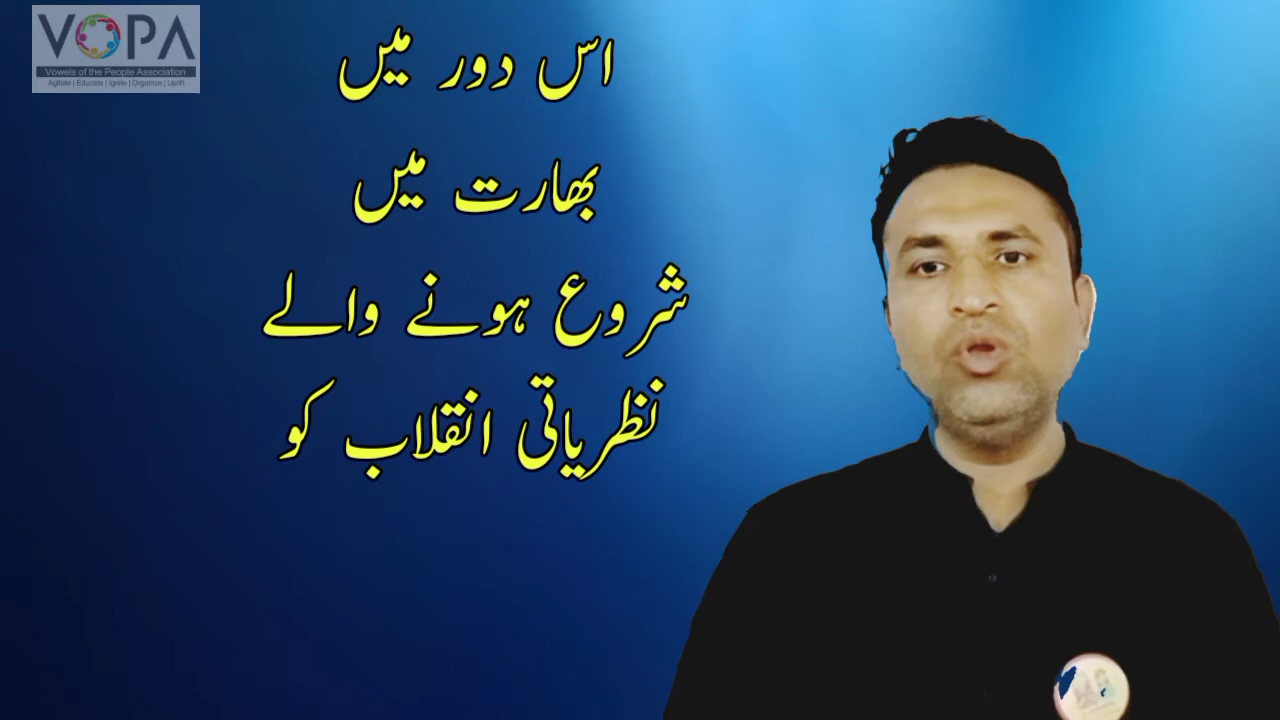 VOPA
Vowels of the People Association
Agitate | Educate | Ignite | Organize | Uplift
اس دور میں
بھارت میں
شروع ہونے والے
نظریاتی انقلاب کو